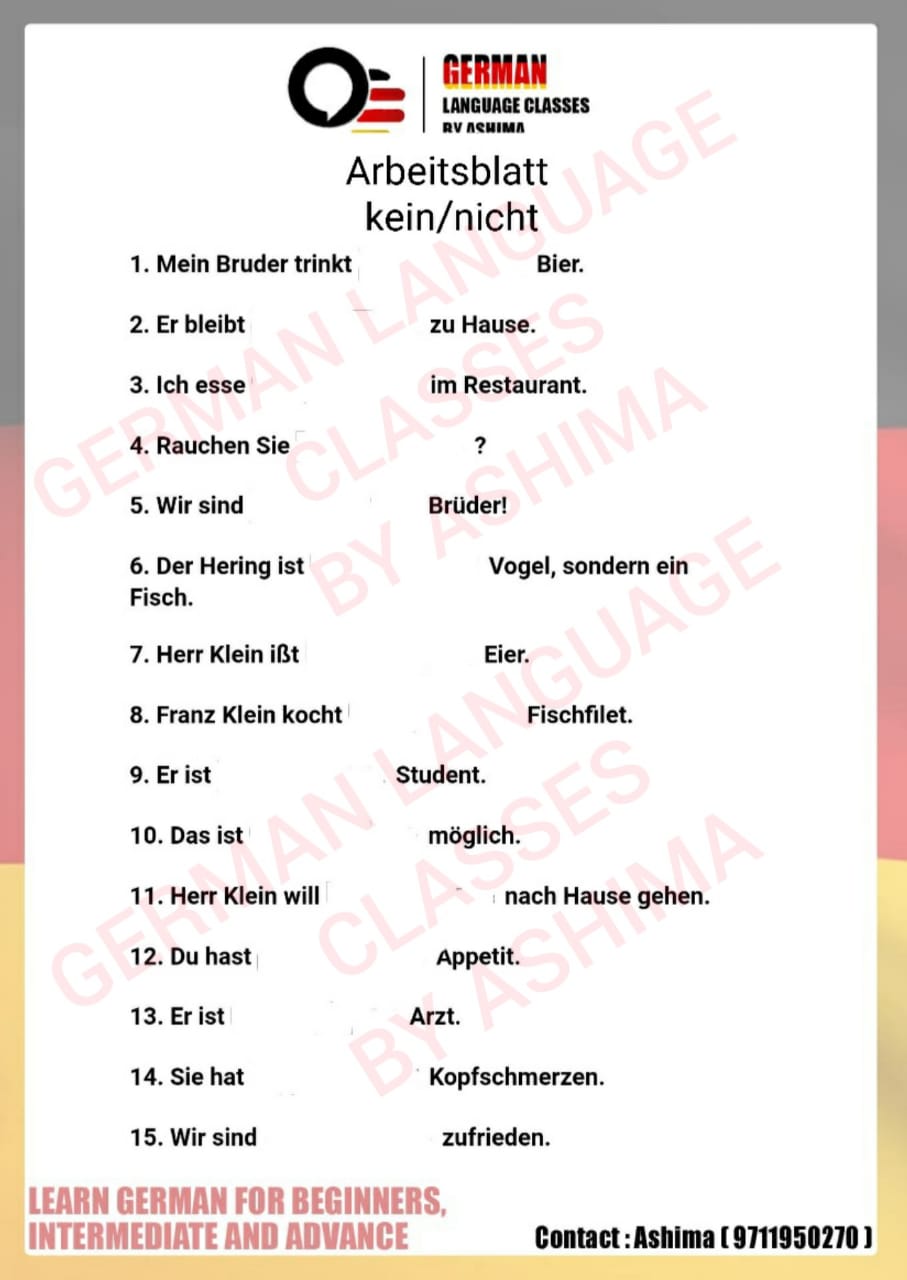 GERMAN
LANGUAGE CLASSES
BY ASHIMA
Arbeitsblatt
kein/nicht
1. Mein Bruder trinkt Bier.
2. Er bleibt zu Hause.
3. Ich esse im Restaurant.
4. Rauchen Sie ?
5. Wir sind Brüder!
6. Der Hering ist Vogel, sondern ein
Fisch.
7. Herr Klein ißt Eier.
8. Franz Klein kocht Fischfilet.
9. Er ist Student.
10. Das ist möglich.
11. Herr Klein will nach Hause gehen.
12. Du hast Appetit.
13. Er ist Arzt.
14. Sie hat Kopfschmerzen.
15. Wir sind zufrieden.
GERMAN LANGUAGE
CLASSES
BY ASHIMA
GERMAN LANGUAGE
CLASSES
BY ASHIMA
LEARN GERMAN FOR BEGINNERS,
INTERMEDIATE AND ADVANCE
Contact : Ashima ( 9711950270 )